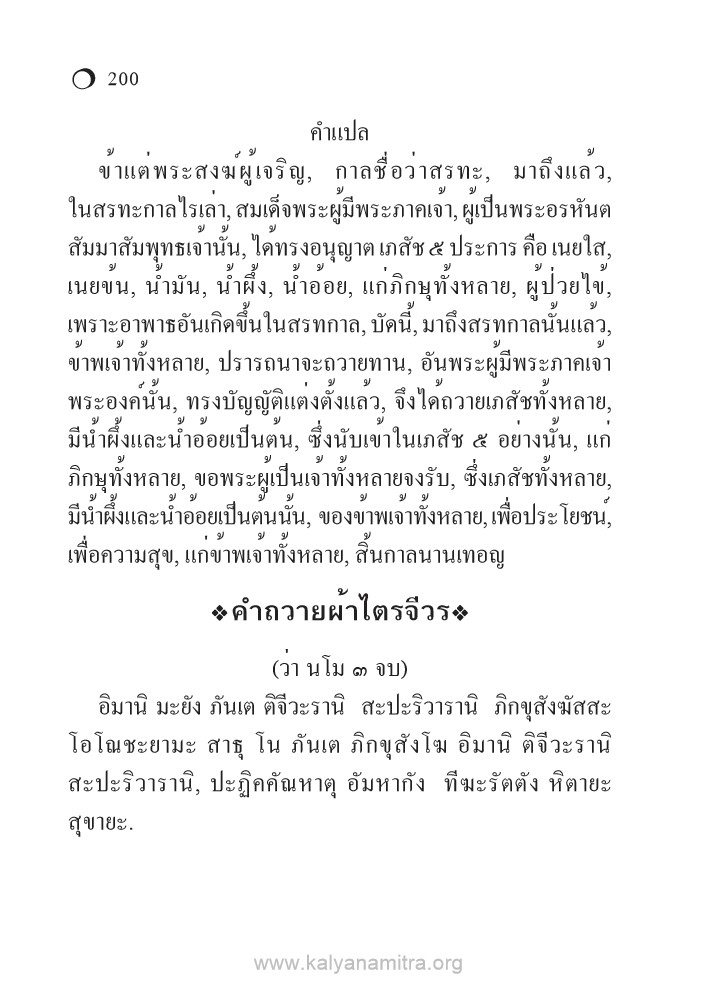 200
คำแปล
ข้าแต่พระสงฆ์ผู้เจริญ, กาลชื่อว่าสรทะ, มาถึงแล้ว,
ในสรทะกาลไรเล่า, สมเด็จพระผู้มีพระภาคเจ้า, ผู้เป็นพระอรหันต
สัมมาสัมพุทธเจ้านั้น, ได้ทรงอนุญาต เภสัช ๕ ประการ คือ เนยใส,
เนยข้น, น้ำมัน, น้ำผึ้ง, น้ำอ้อย, แก่ภิกษุทั้งหลาย, ผู้ป่วยไข้,
เพราะอาพาธอันเกิดขึ้นในสรทกาล, บัดนี้, มาถึงสรทกาลนั้นแล้ว,
ข้าพเจ้าทั้งหลาย, ปรารถนาจะถวายทาน, อันพระผู้มีพระภาคเจ้า
พระองค์นั้น, ทรงบัญญัติแต่งตั้งแล้ว, จึงได้ถวายเภสัชทั้งหลาย,
มีน้ำผึ้งและน้ำอ้อยเป็นต้น, ซึ่งนับเข้าในเภสัช ๕ อย่างนั้น, แก่
ภิกษุทั้งหลาย, ขอพระผู้เป็นเจ้าทั้งหลายจงรับ, ซึ่งเภสัชทั้งหลาย,
มีน้ำผึ้งและน้ำอ้อยเป็นต้นนั้น, ของข้าพเจ้าทั้งหลาย, เพื่อประโยชน์,
เพื่อความสุข, แก่ข้าพเจ้าทั้งหลาย, สิ้นกาลนานเทอญ
❖คำถวายผ้าไตรจีวร❖
(ว่า นโม ๓ จบ)
อิมานิ มะยัง ภันเต ติจีวะรานิ สะปะริวารานิ ภิกขุสังฆัสสะ
โอโณชะยามะ สาธุ โน ภันเต ภิกขุสังโฆ อิมานิ ติจีวะรานิ
สะปะริวารานิ, ปะฏิคคัณหาตุ อัมหากัง ทีฆะรัตตัง หิตายะ
สุขายะ.
www.kalyanamitra.org